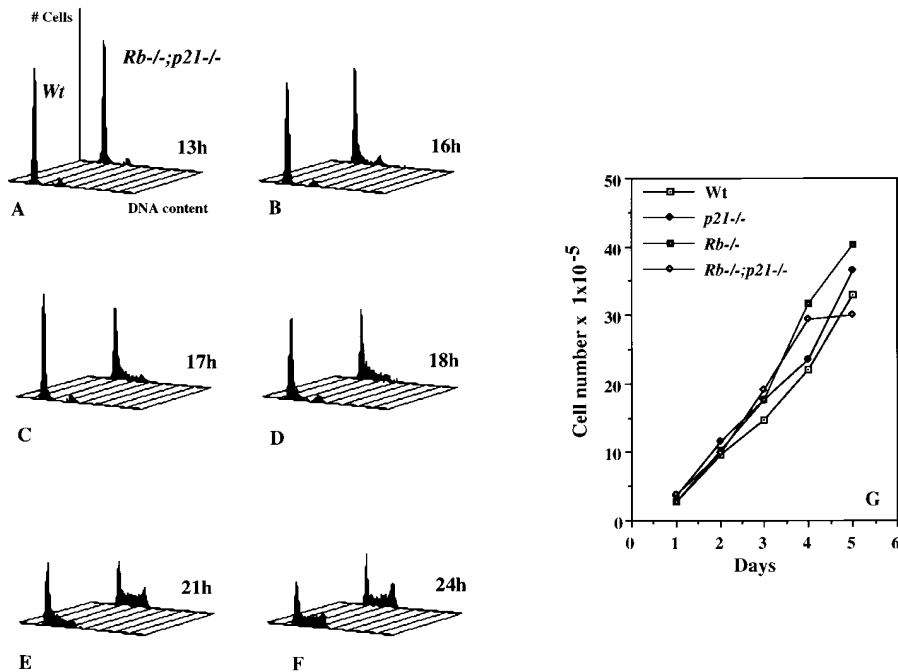 # Cells
Rb-/-;p21-/-
Wt
13h
A
DNA content
16h
B
17h
C
18h
D
21h
E
24h
F
Cell number x 1x10^-5
50
40
30
20
10
0
Wt
p21-/-
Rb-/-
Rb-/-;p21-/-
G
0 1 2 3 4 5 6
Days